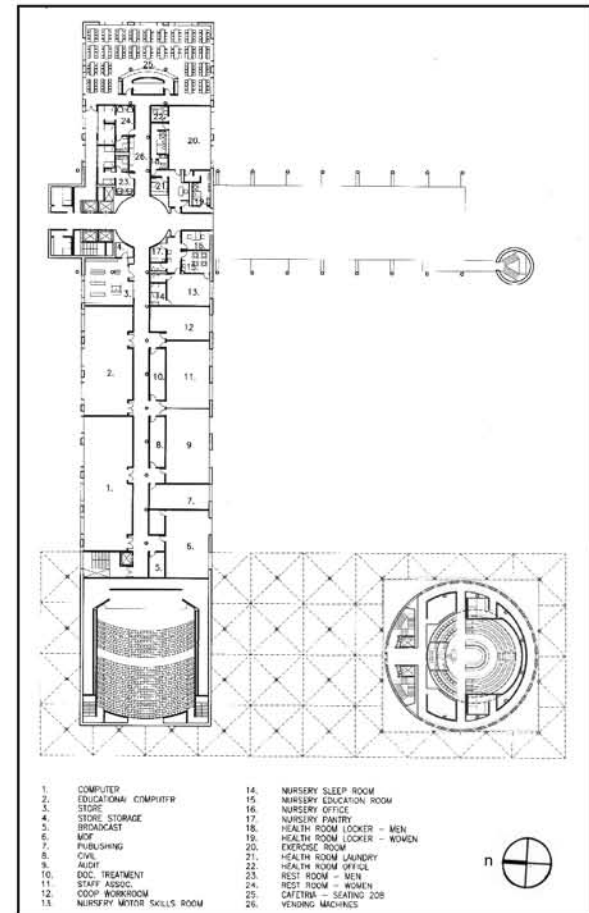 25.
24.
22.
20.
26.
18.
23.
21.
19.
4.
17.
16.
15.
3.
14.
13.
12
2.
10.
11.
8.
9.
1.
7.
6.
5.
1. COMPUTER
2. EDUCATIONAL COMPUTER
3. STORE
4. STORE STORAGE
5. BROADCAST
6. MOF
7. PUBLISHING
8. CIVIL
9. AUDIT
10. DOC. TREATMENT
11. STAFF ASSOC.
12. COOP WORKROOM
13. NURSERY MOTOR SKILLS ROOM
14. NURSERY SLEEP ROOM
15 NURSERY EDUCATION ROOM
16. NURSERY OFFICE
17. NURSERY PANTRY
18. HEALTH ROOM LOCKER – MEN
19. HEALTH ROOM LOCKER – WOMEN
20. EXERCISE ROOM
21. HEALTH ROOM LAUNDRY
22. HEALTH ROOM OFFICE
23. REST ROOM – MEN
24. REST ROOM – WOMEN
25. CAFETRIA – SEATING 208
26. VENDING MACHINES
n